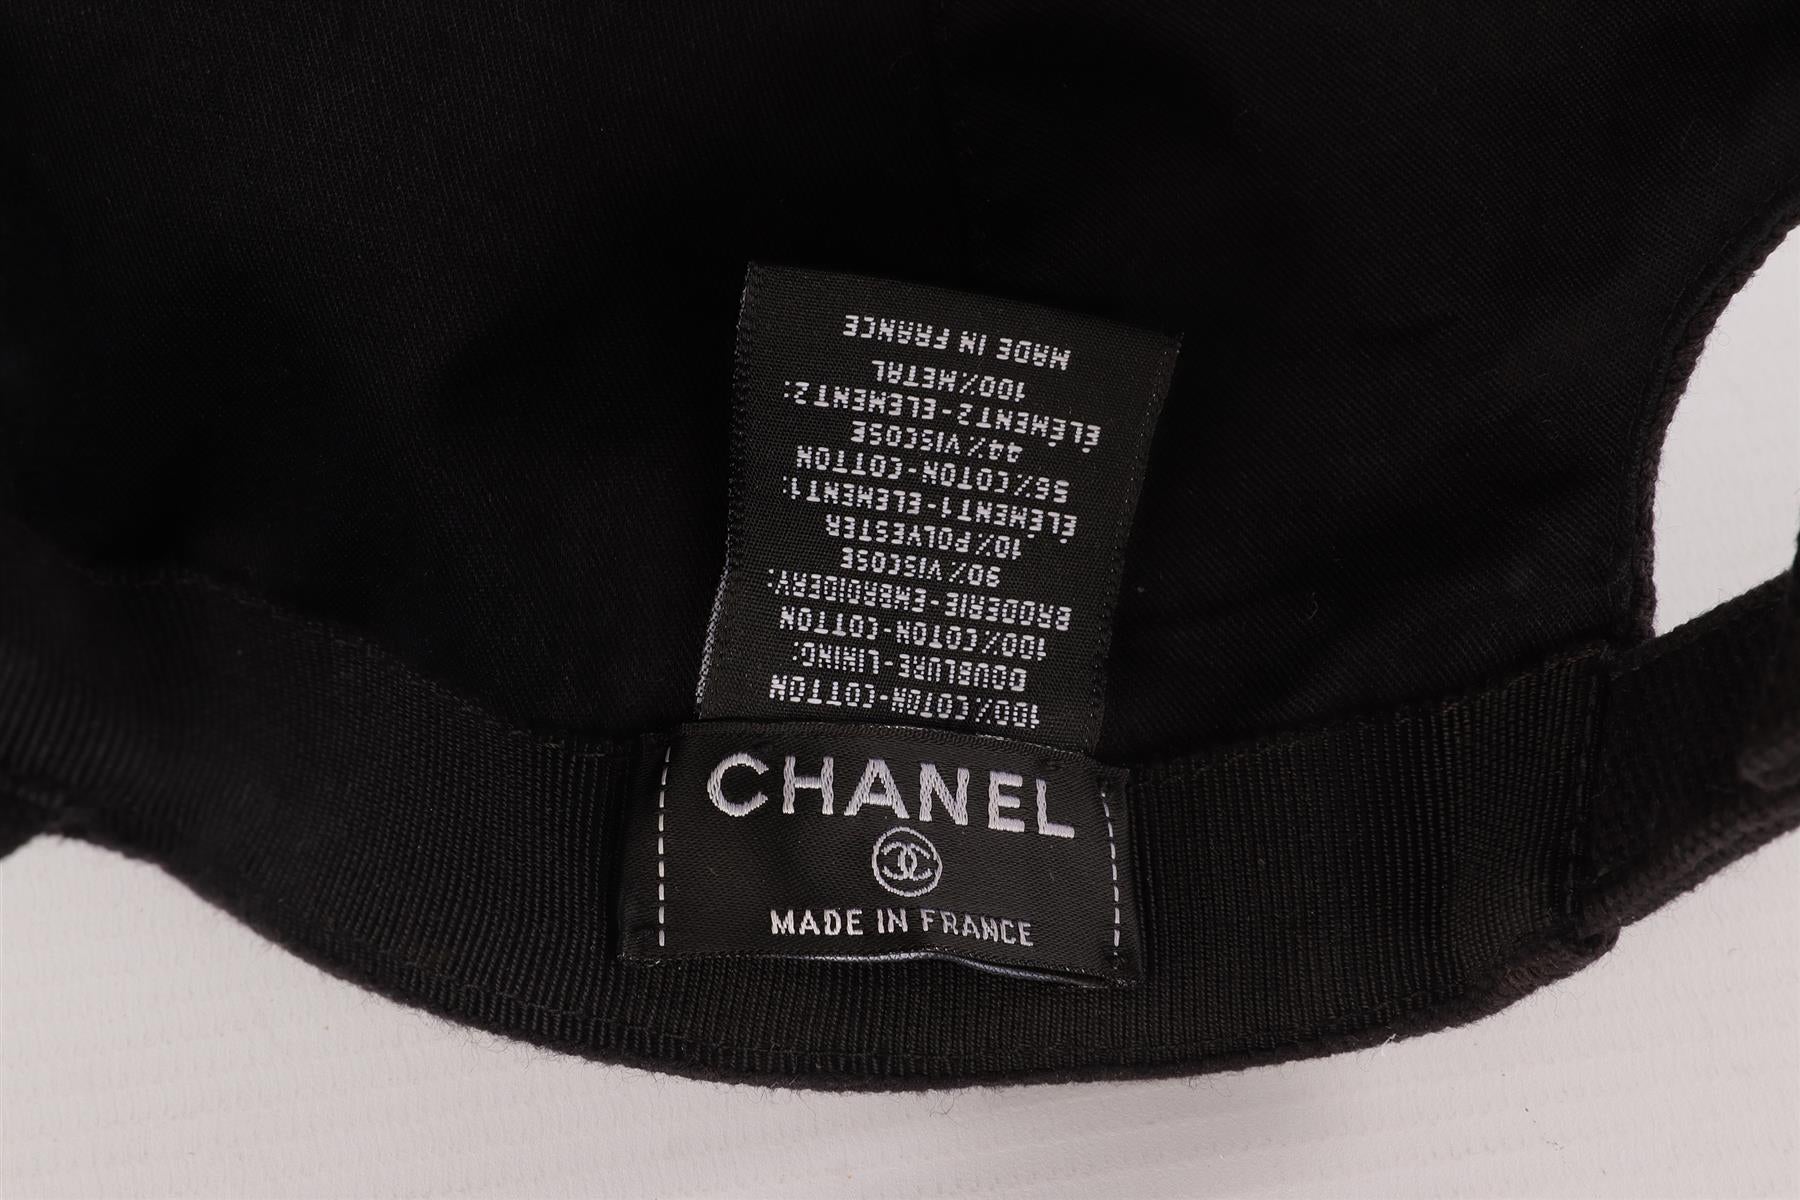 100% COTON-COTTON
DOUBLURE-LINING:
100% COTON-COTTON
BRODERIE-EMBROIDERY:
90% VISCOSE
10% POLYESTER
ÉLÉMENT1-ELEMENT1:
56% COTON-COTTON
44% VISCOSE
ÉLÉMENT2-ELEMENT2:
100% METAL
MADE IN FRANCE
CHANEL
MADE IN FRANCE